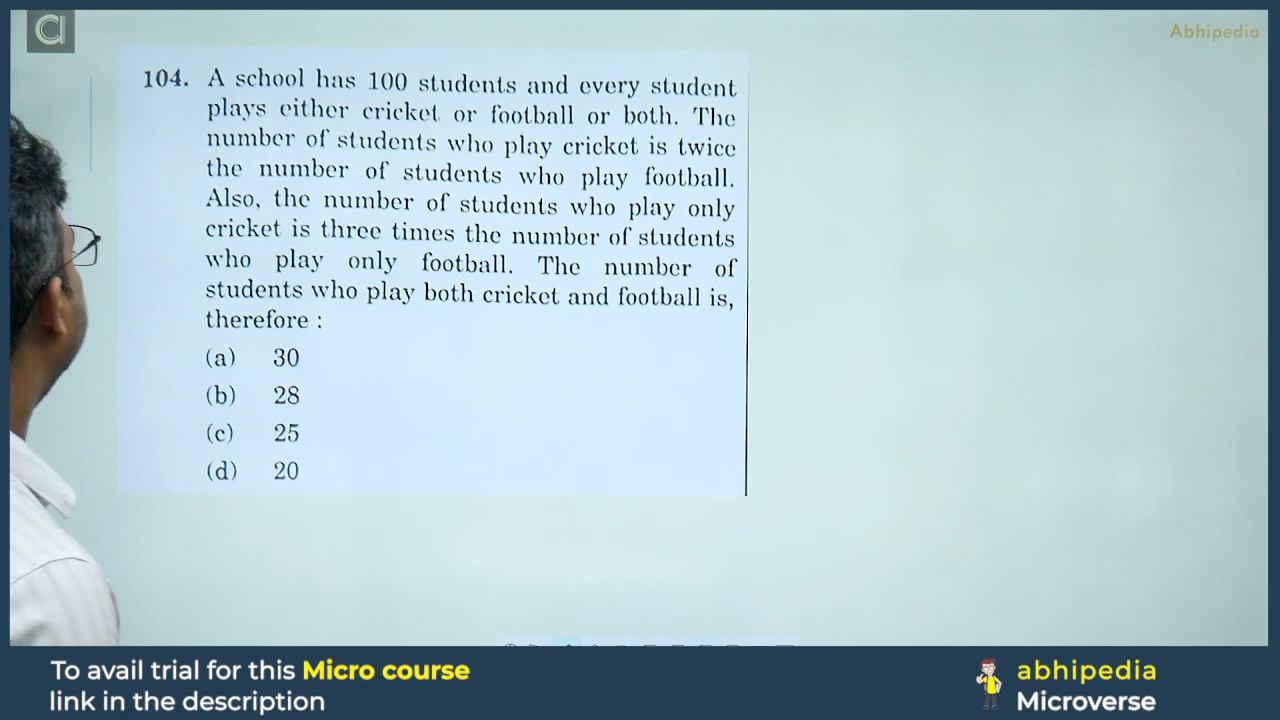 Abhipedia
104. A school has 100 students and every student
plays either cricket or football or both. The
number of students who play cricket is twice
the number of students who play football.
Also, the number of students who play only
cricket is three times the number of students
who play only football. The number of
students who play both cricket and football is,
therefore :
(a) 30
(b) 28
(c) 25
(d) 20
To avail trial for this Micro course
link in the description
abhipedia
Microverse